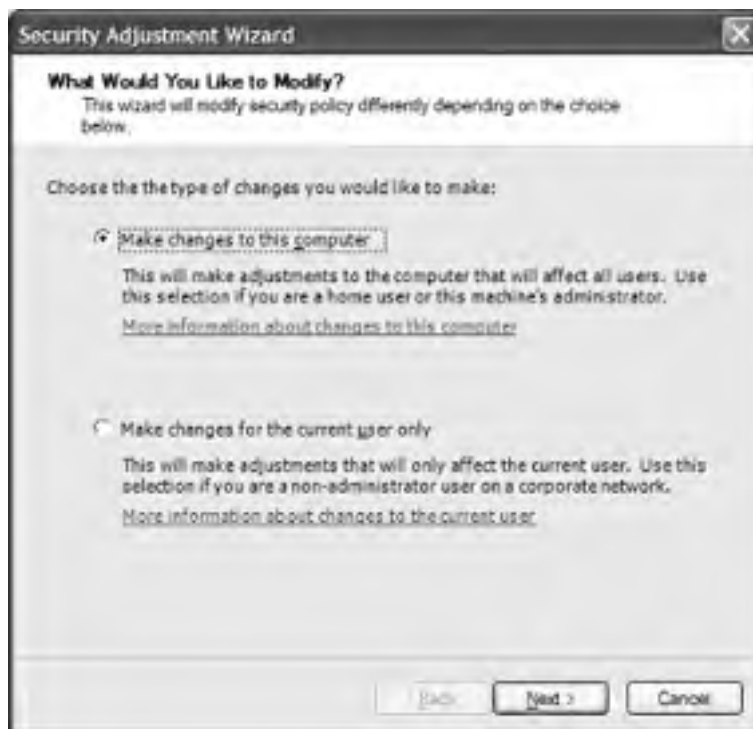 Security Adjustment Wizard
What Would You Like to Modify?
This wizard will modify security policy differently depending on the choice
below.
Choose the the type of changes you would like to make:
Make changes to this computer
This will make adjustments to the computer that will affect all users. Use
this selection if you are a home user or this machine's administrator.
More information about changes to this computer
Make changes for the current user only
This will make adjustments that will only affect the current user. Use this
selection if you are a non-administrator user on a corporate network.
More information about changes to the current user
Back Next > Cancel